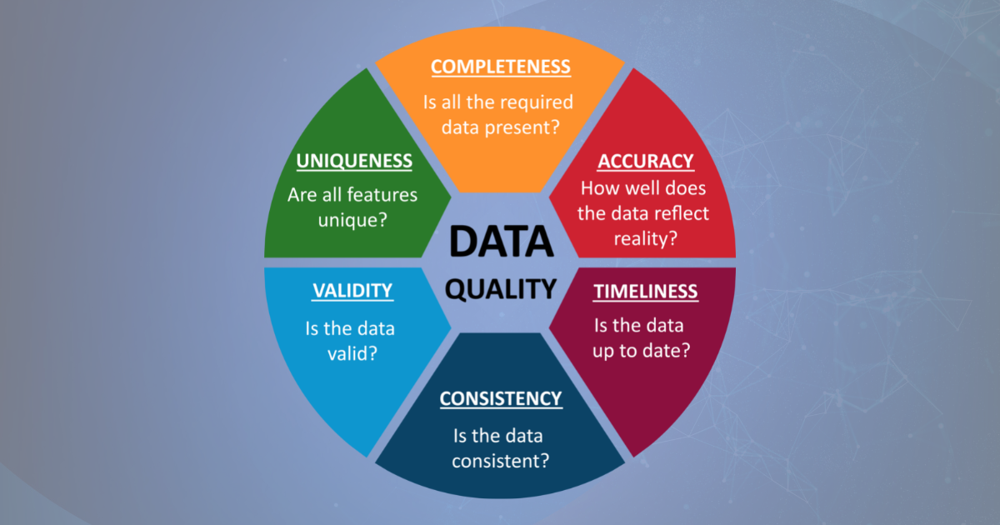 COMPLETENESS
Is all the required
data present?
ACCURACY
How well does
the data reflect
reality?
TIMELINESS
Is the data
up to date?
CONSISTENCY
Is the data
consistent?
VALIDITY
Is the data
valid?
UNIQUENESS
Are all features
unique?
DATA
QUALITY